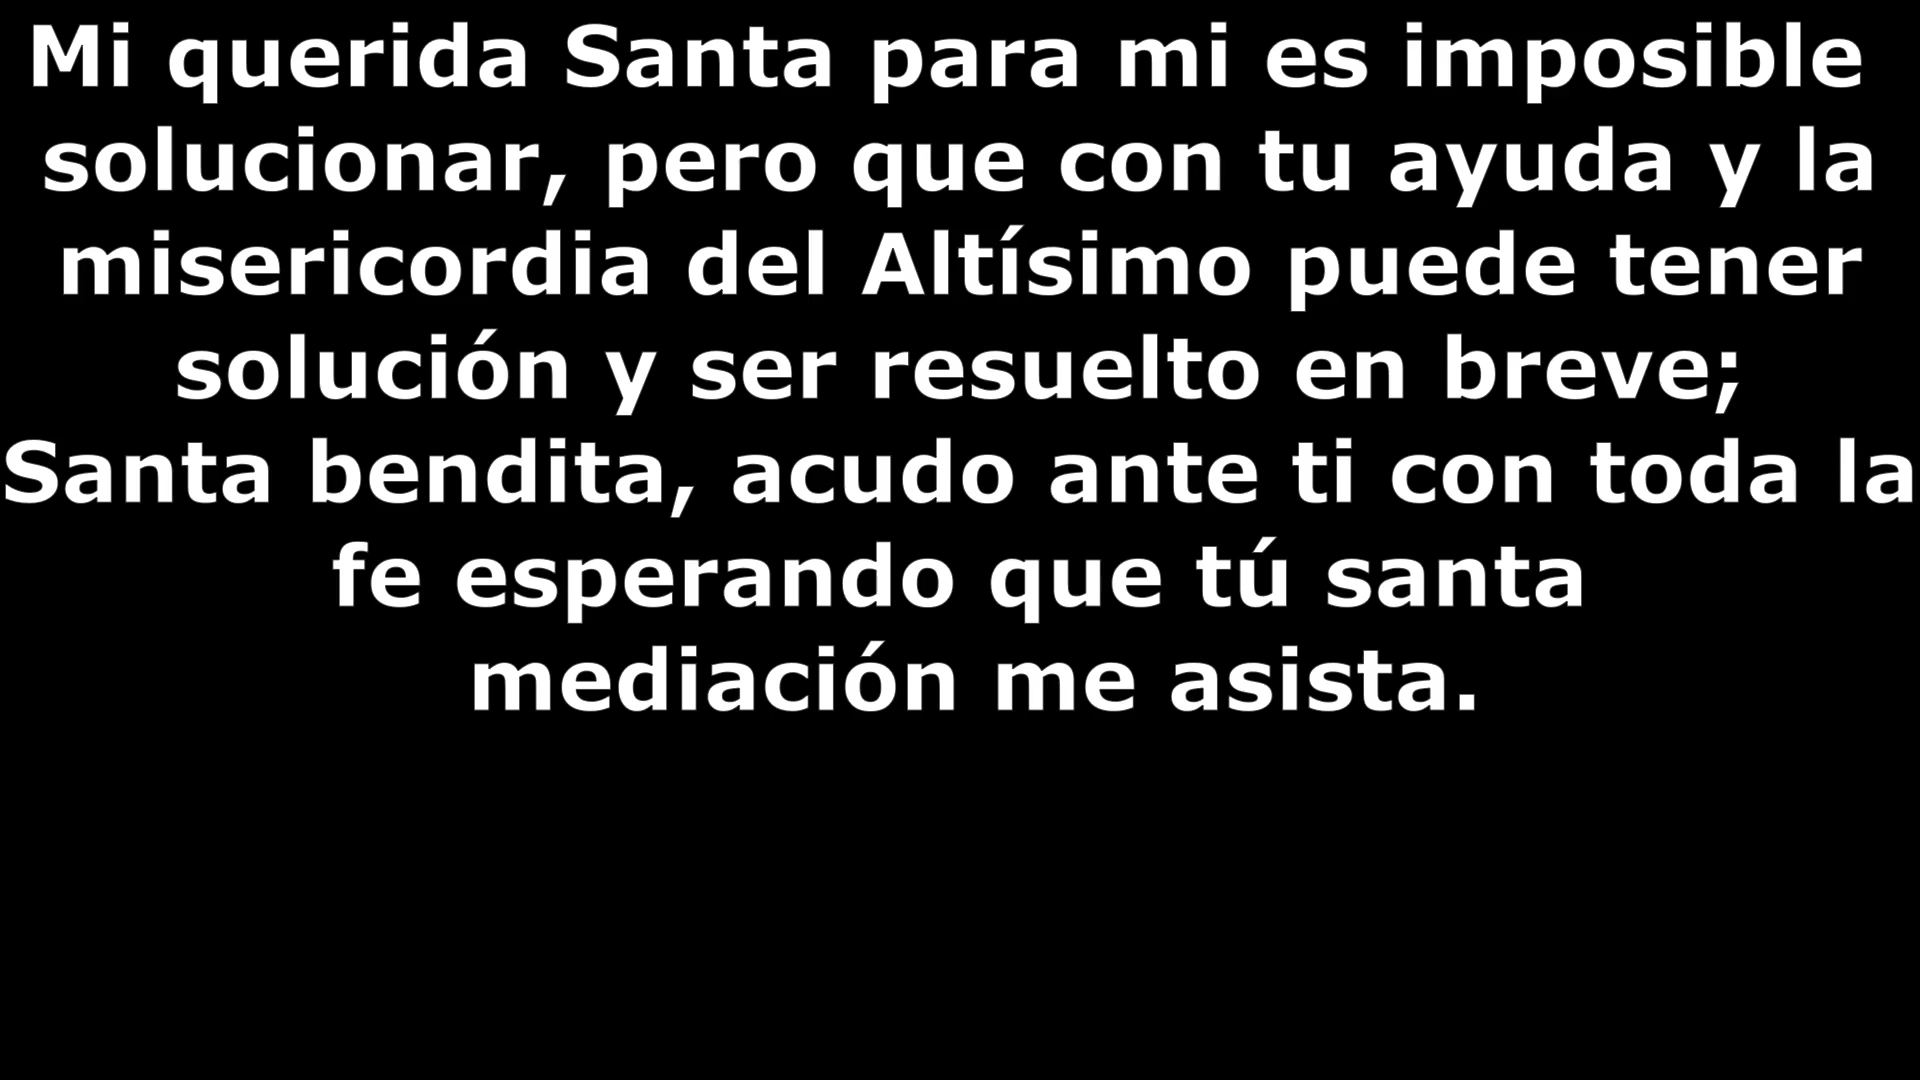 Mi querida Santa para mi es imposible
solucionar, pero que con tu ayuda y la
misericordia del Altísimo puede tener
solución y ser resuelto en breve;
Santa bendita, acudo ante ti con toda la
fe esperando que tú santa
mediación me asista.